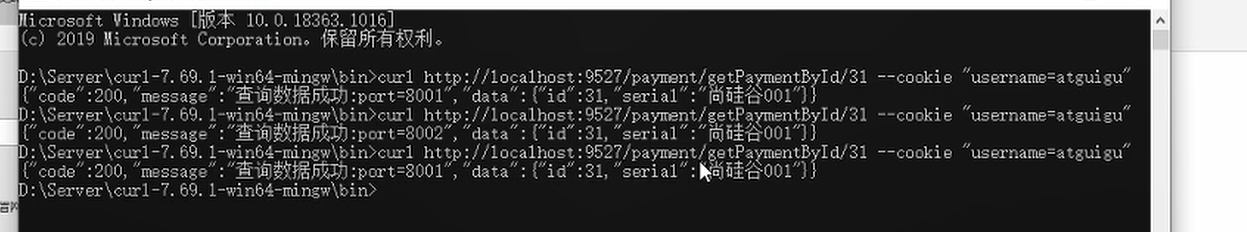 Microsoft Windows [版本 10.0.18363.1016]
(c) 2019 Microsoft Corporation。保留所有权利。
D:\Server\curl-7.69.1-win64-mingw\bin>curl http://localhost:9527/payment/getPaymentById/31 --cookie "username=atguigu"
{"code":200,"message":"查询数据成功:port=8001","data":{"id":31,"serial":"尚硅谷001"}}
D:\Server\curl-7.69.1-win64-mingw\bin>curl http://localhost:9527/payment/getPaymentById/31 --cookie "username=atguigu"
{"code":200,"message":"查询数据成功:port=8002","data":{"id":31,"serial":"尚硅谷001"}}
D:\Server\curl-7.69.1-win64-mingw\bin>curl http://localhost:9527/payment/getPaymentById/31 --cookie "username=atguigu"
{"code":200,"message":"查询数据成功:port=8001","data":{"id":31,"serial":"尚硅谷001"}}
D:\Server\curl-7.69.1-win64-mingw\bin>